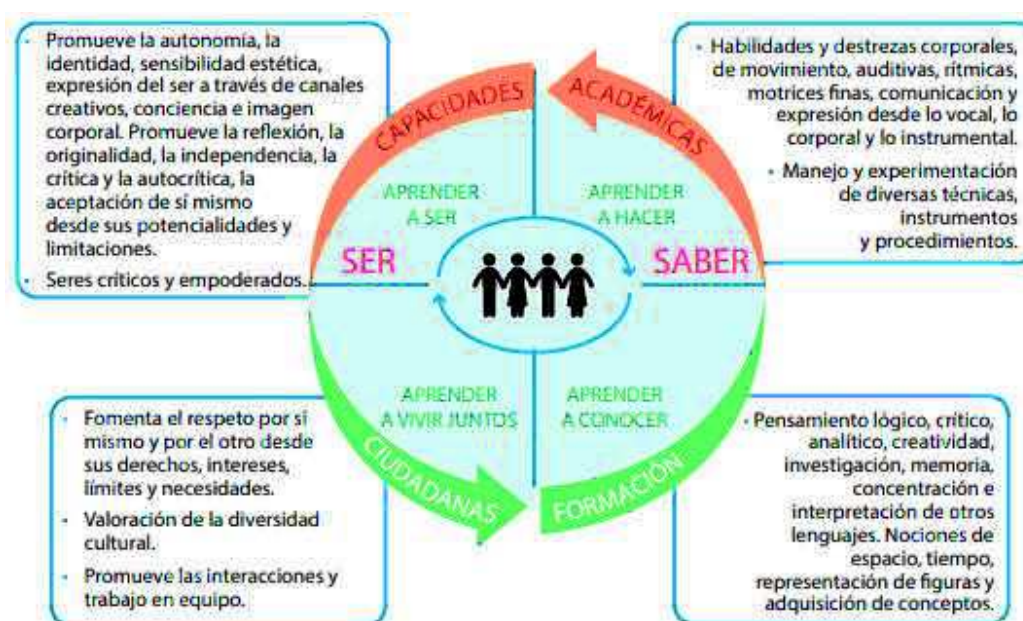 • Promueve la autonomía, la
identidad, sensibilidad estética,
expresión del ser a través de canales
creativos, conciencia e imagen
corporal. Promueve la reflexión, la
originalidad, la independencia, la
crítica y la autocrítica, la
aceptación de sí mismo
desde sus potencialidades y
limitaciones.
• Seres críticos y empoderados.
• Habilidades y destrezas corporales,
de movimiento, auditivas, rítmicas,
motrices finas, comunicación y
expresión desde lo vocal, lo
corporal y lo instrumental.
• Manejo y experimentación
de diversas técnicas,
instrumentos
y procedimientos.
CAPACIDADES
ACADÉMICAS
APRENDER
A SER
APRENDER
A HACER
SER
SABER
APRENDER
A VIVIR JUNTOS
APRENDER
A CONOCER
CIUDADANAS
FORMACIÓN
• Fomenta el respeto por sí
mismo y por el otro desde
sus derechos, intereses,
límites y necesidades.
• Valoración de la diversidad
cultural.
• Promueve las interacciones y
trabajo en equipo.
• Pensamiento lógico, crítico,
analítico, creatividad,
investigación, memoria,
concentración e
interpretación de otros
lenguajes. Nociones de
espacio, tiempo,
representación de figuras y
adquisición de conceptos.